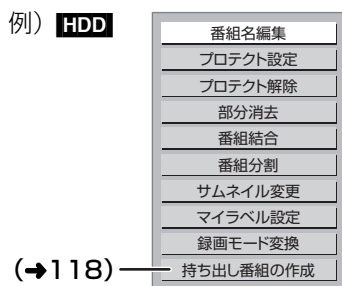 例) HDD
番組名編集
プロテクト設定
プロテクト解除
部分消去
番組結合
番組分割
サムネイル変更
マイラベル設定
録画モード変換
(➔118) 持ち出し番組の作成